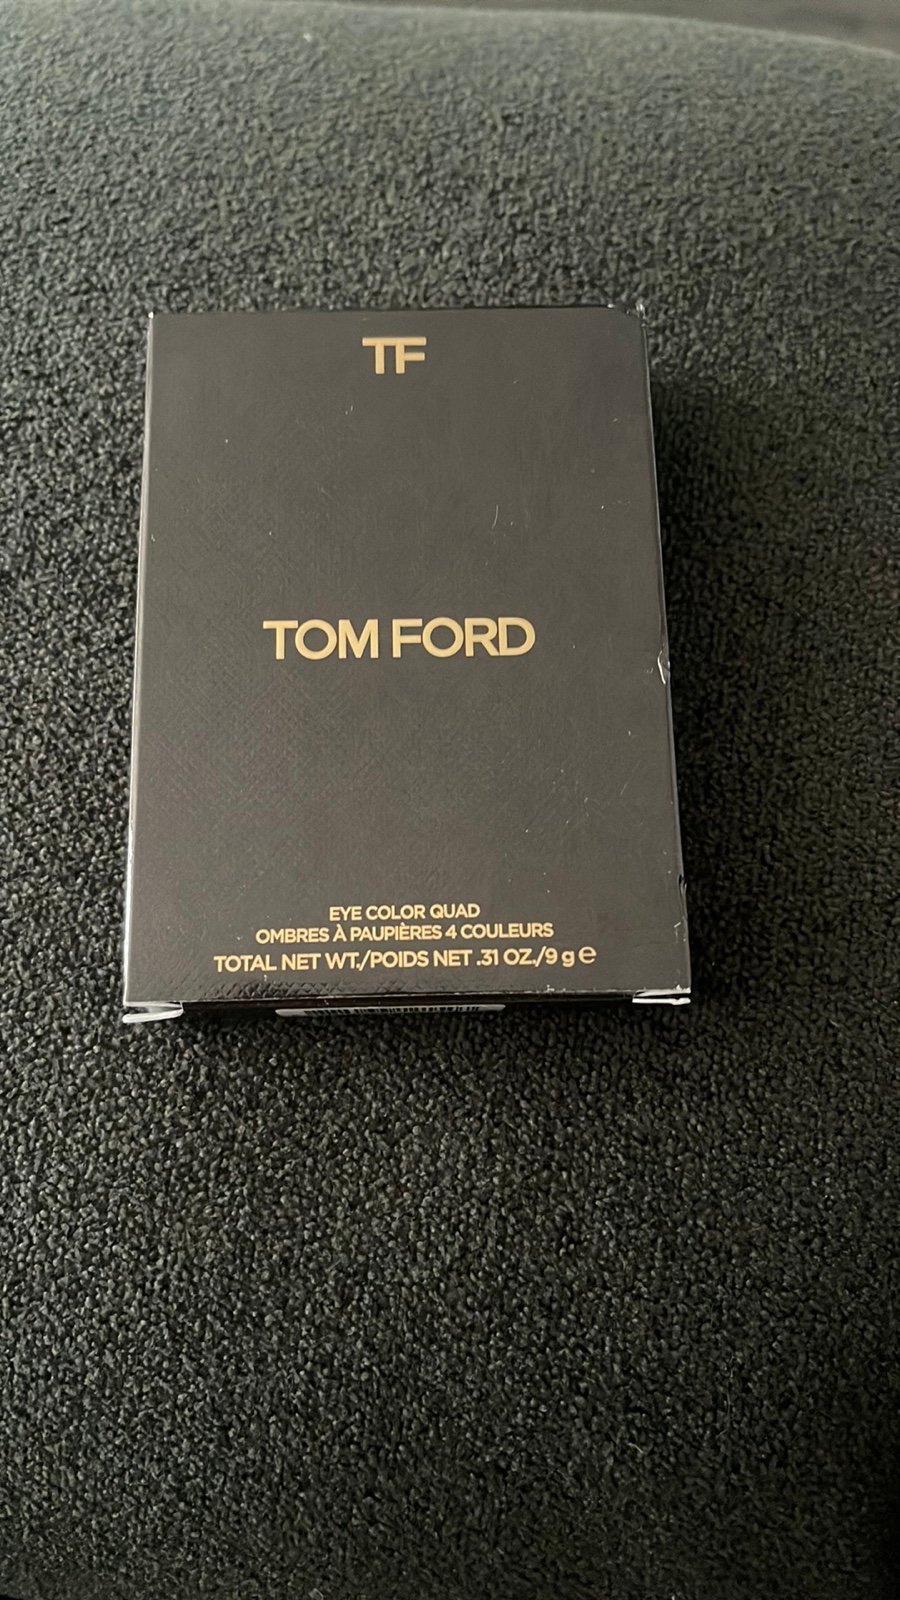 TF
TOM FORD
EYE COLOR QUAD
OMBRES À PAUPIÈRES 4 COULEURS
TOTAL NET WT./POIDS NET .31 OZ./9 g ℮